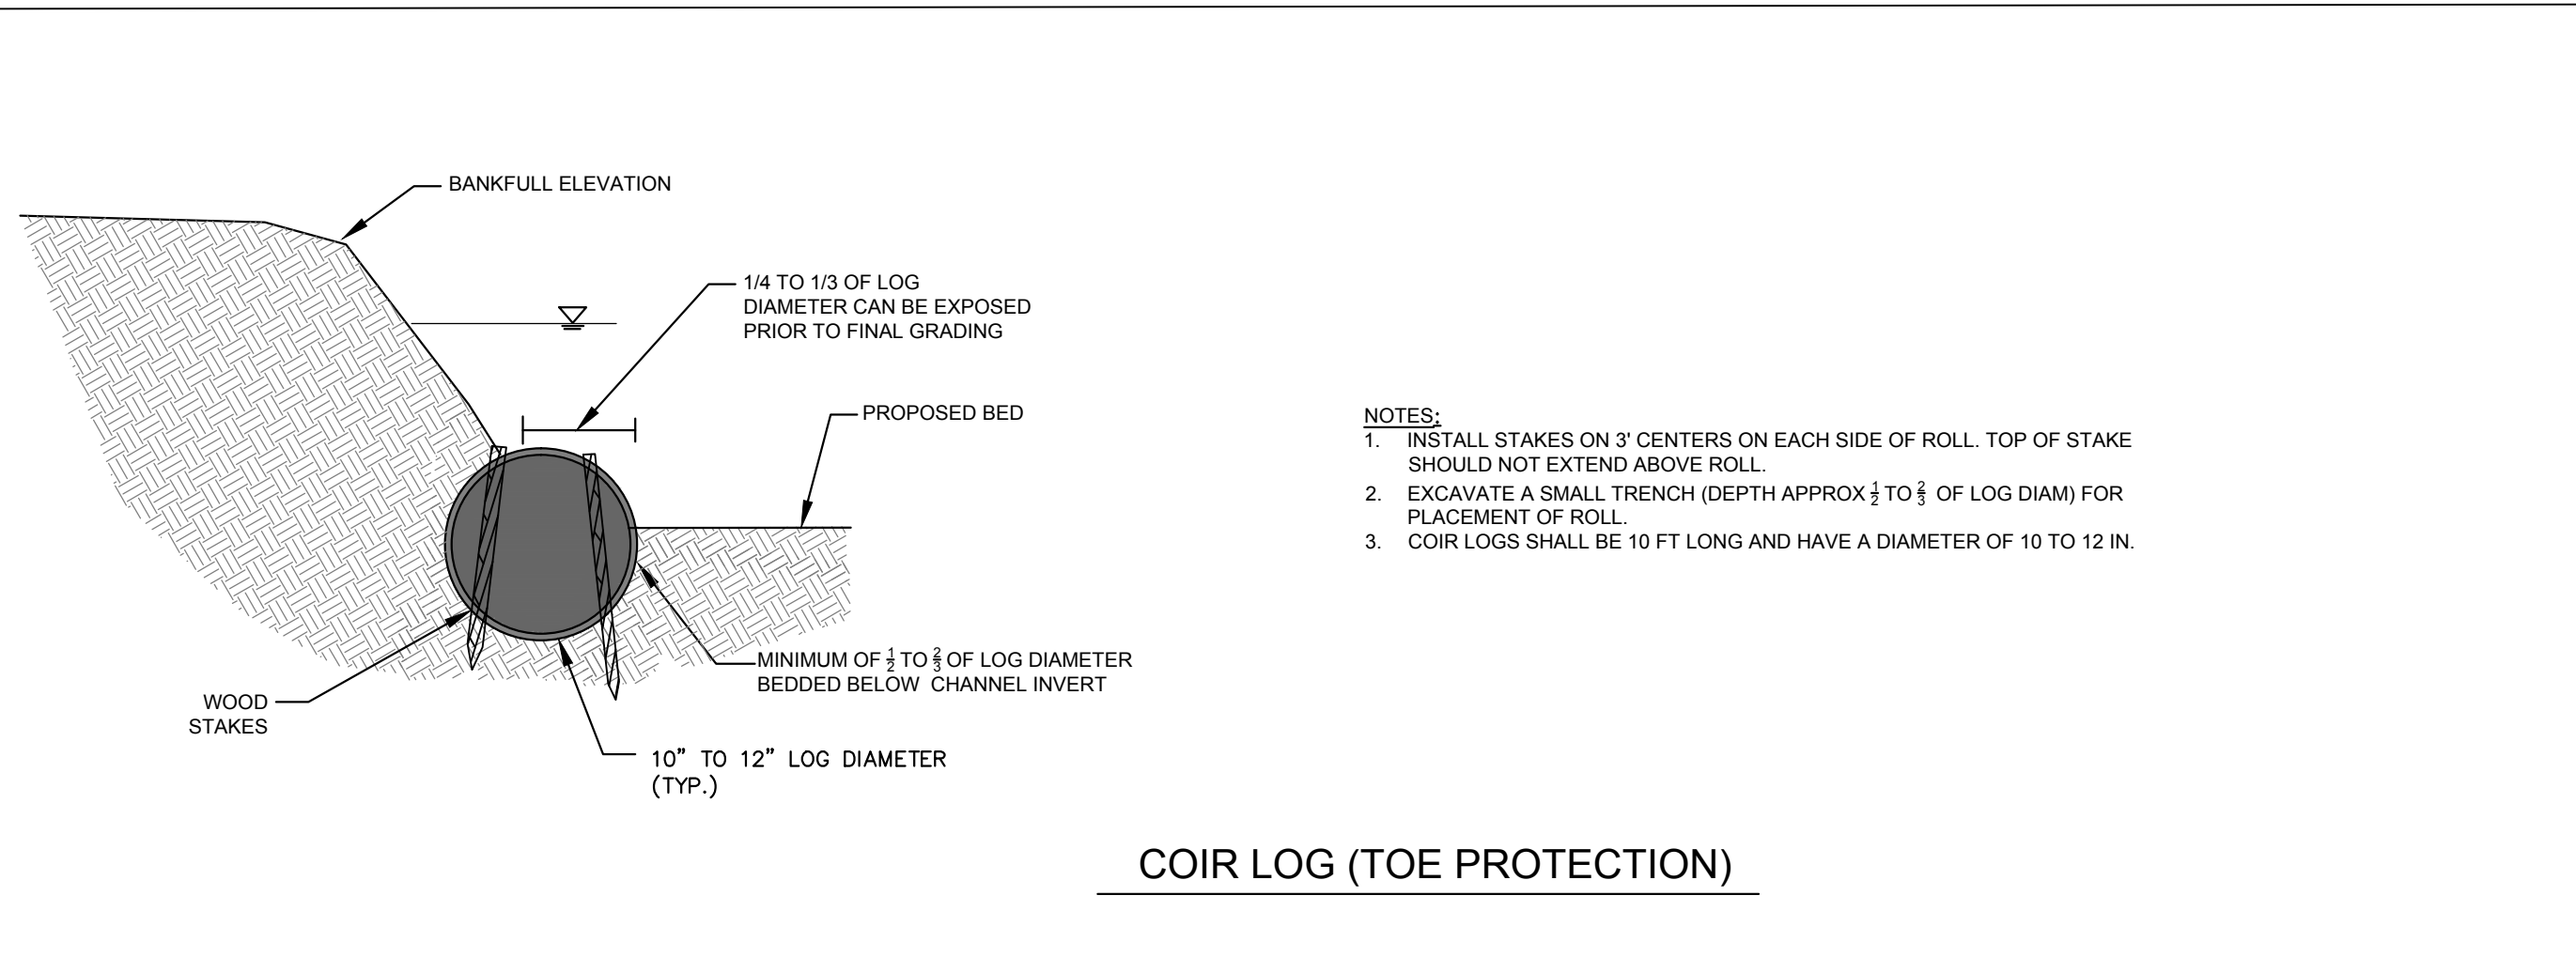 BANKFULL ELEVATION
1/4 TO 1/3 OF LOG
DIAMETER CAN BE EXPOSED
PRIOR TO FINAL GRADING
PROPOSED BED
MINIMUM OF 1/2 TO 2/3 OF LOG DIAMETER
BEDDED BELOW CHANNEL INVERT
WOOD
STAKES
10" TO 12" LOG DIAMETER
(TYP.)
NOTES:
1. INSTALL STAKES ON 3' CENTERS ON EACH SIDE OF ROLL. TOP OF STAKE
SHOULD NOT EXTEND ABOVE ROLL.
2. EXCAVATE A SMALL TRENCH (DEPTH APPROX 1/2 TO 2/3 OF LOG DIAM) FOR
PLACEMENT OF ROLL.
3. COIR LOGS SHALL BE 10 FT LONG AND HAVE A DIAMETER OF 10 TO 12 IN.
COIR LOG (TOE PROTECTION)